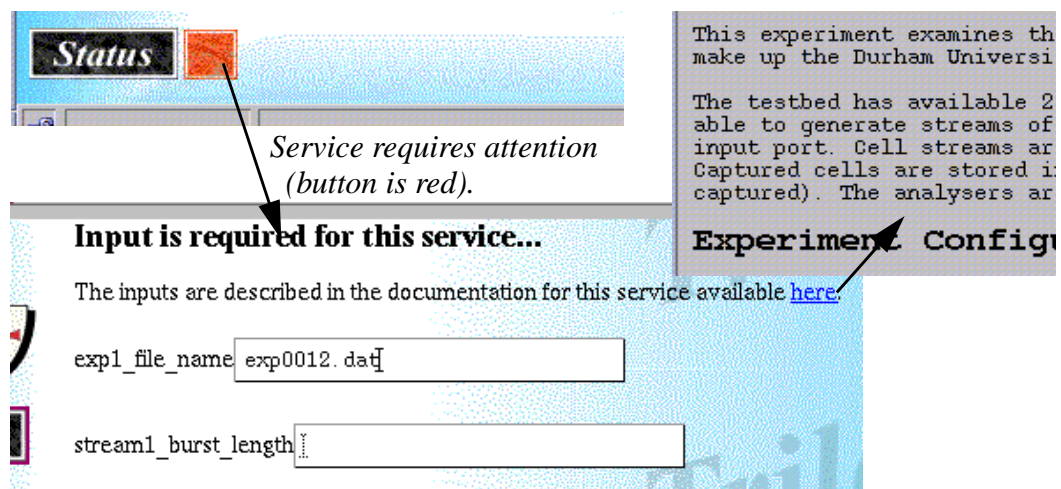 Status
Service requires attention
(button is red).
This experiment examines th
make up the Durham Universi
The testbed has available 2
able to generate streams of
input port. Cell streams ar
Captured cells are stored i
captured). The analysers ar
Experiment Config
Input is required for this service...
The inputs are described in the documentation for this service available here.
exp1_file_name exp0012.dat
stream1_burst_length